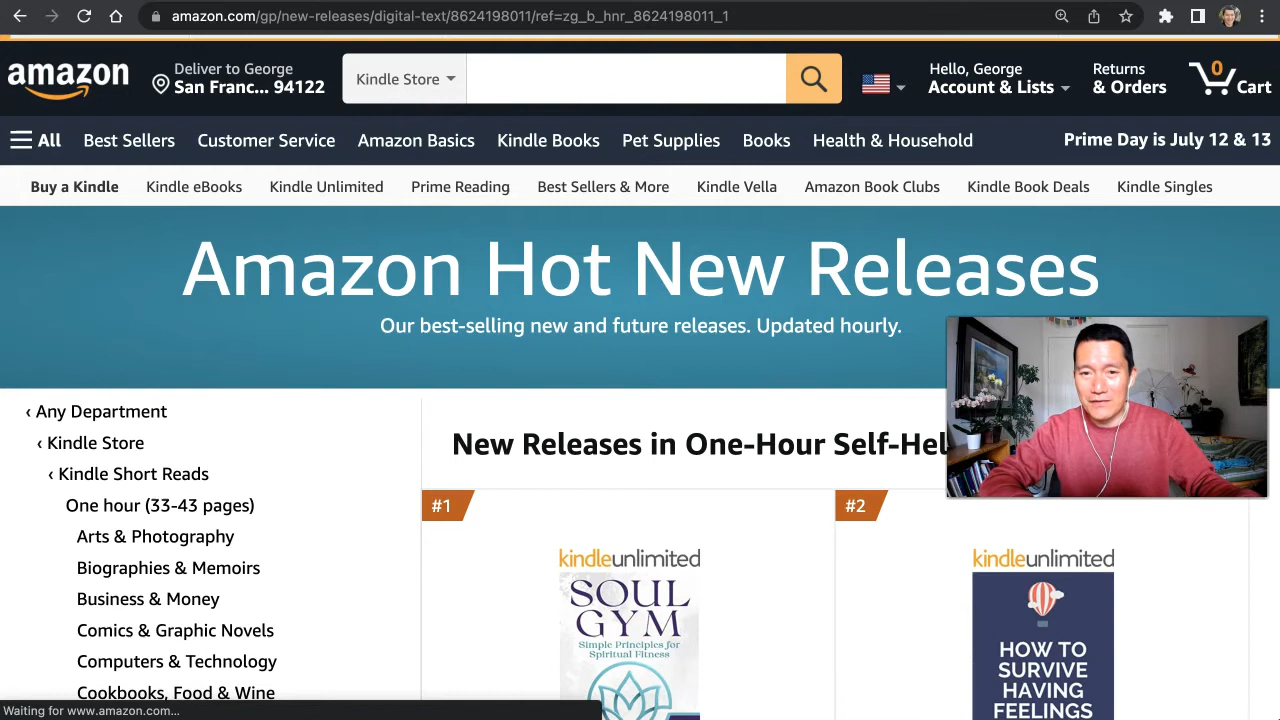 amazon.com/gp/new-releases/digital-text/8624198011/ref=zg_b_hnr_8624198011_1
amazon
Deliver to George
San Franc... 94122
Kindle Store
Hello, George
Account & Lists
Returns
& Orders
0
Cart
All
Best Sellers
Customer Service
Amazon Basics
Kindle Books
Pet Supplies
Books
Health & Household
Prime Day is July 12 & 13
Buy a Kindle
Kindle eBooks
Kindle Unlimited
Prime Reading
Best Sellers & More
Kindle Vella
Amazon Book Clubs
Kindle Book Deals
Kindle Singles
Amazon Hot New Releases
Our best-selling new and future releases. Updated hourly.
‹ Any Department
‹ Kindle Store
‹ Kindle Short Reads
One hour (33-43 pages)
Arts & Photography
Biographies & Memoirs
Business & Money
Comics & Graphic Novels
Computers & Technology
Cookbooks, Food & Wine
New Releases in One-Hour Self-Hel
#1
kindleunlimited
SOUL
GYM
Simple Principles for
Spiritual Fitness
#2
kindleunlimited
HOW TO
SURVIVE
HAVING
FEELINGS
Waiting for www.amazon.com...